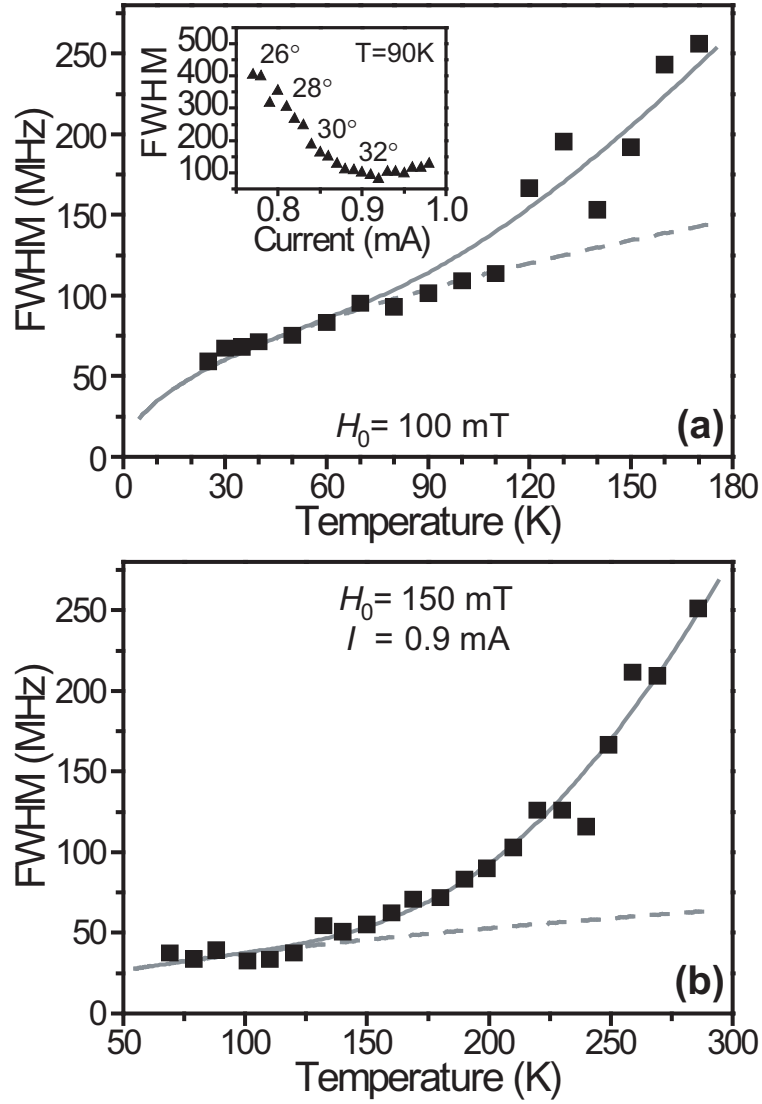 250
200
150
100
50
0
FWHM (MHz)
500
400
300
200
100
FWHM
26°
28°
30°
32°
T=90K
0.8 0.9 1.0
Current (mA)
H₀= 100 mT
(a)
0 30 60 90 120 150 180
Temperature (K)
250
200
150
100
50
0
FWHM (MHz)
H₀= 150 mT
I = 0.9 mA
(b)
50 100 150 200 250 300
Temperature (K)